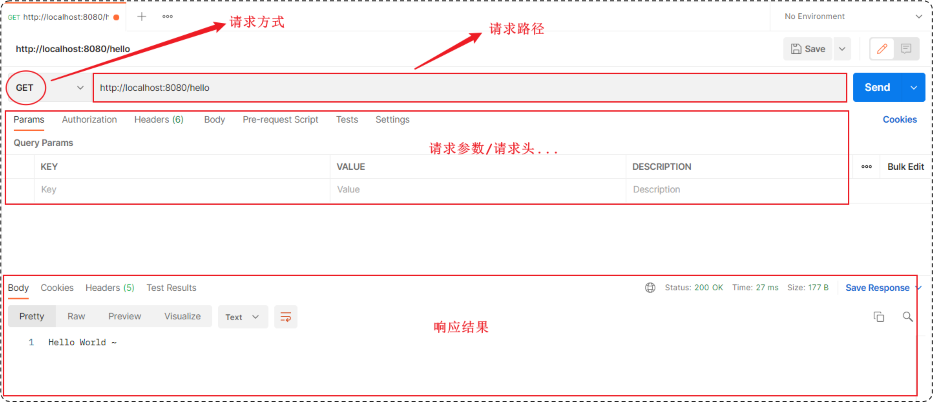 GET http://localhost:8080/h
请求方式
No Environment
请求路径
http://localhost:8080/hello
Save
GET
http://localhost:8080/hello
Send
Params Authorization Headers (6) Body Pre-request Script Tests Settings Cookies
Query Params
请求参数/请求头...
KEY VALUE DESCRIPTION Bulk Edit
Key Value Description
Body Cookies Headers (5) Test Results Status: 200 OK Time: 27 ms Size: 177 B Save Response
Pretty Raw Preview Visualize Text
响应结果
1 Hello World ~